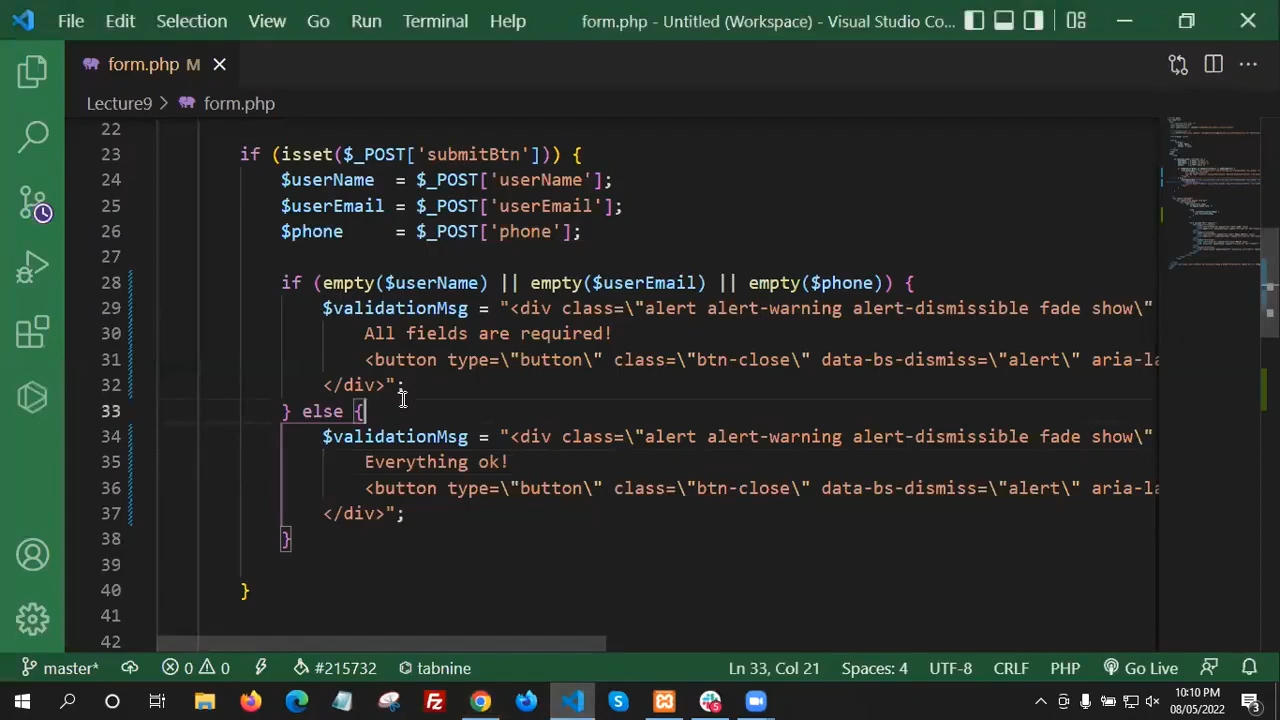 File Edit Selection View Go Run Terminal Help form.php - Untitled (Workspace) - Visual Studio Co...
form.php M
Lecture9 > form.php
22
23 if (isset($_POST['submitBtn'])) {
24 $userName = $_POST['userName'];
25 $userEmail = $_POST['userEmail'];
26 $phone = $_POST['phone'];
27
28 if (empty($userName) || empty($userEmail) || empty($phone)) {
29 $validationMsg = "<div class=\"alert alert-warning alert-dismissible fade show\"
30 All fields are required!
31 <button type=\"button\" class=\"btn-close\" data-bs-dismiss=\"alert\" aria-la
32 </div>";
33 } else {
34 $validationMsg = "<div class=\"alert alert-warning alert-dismissible fade show\"
35 Everything ok!
36 <button type=\"button\" class=\"btn-close\" data-bs-dismiss=\"alert\" aria-la
37 </div>";
38 }
39
40 }
41
42
master* 0 0 #215732 tabnine Ln 33, Col 21 Spaces: 4 UTF-8 CRLF PHP Go Live
10:10 PM
08/05/2022
3